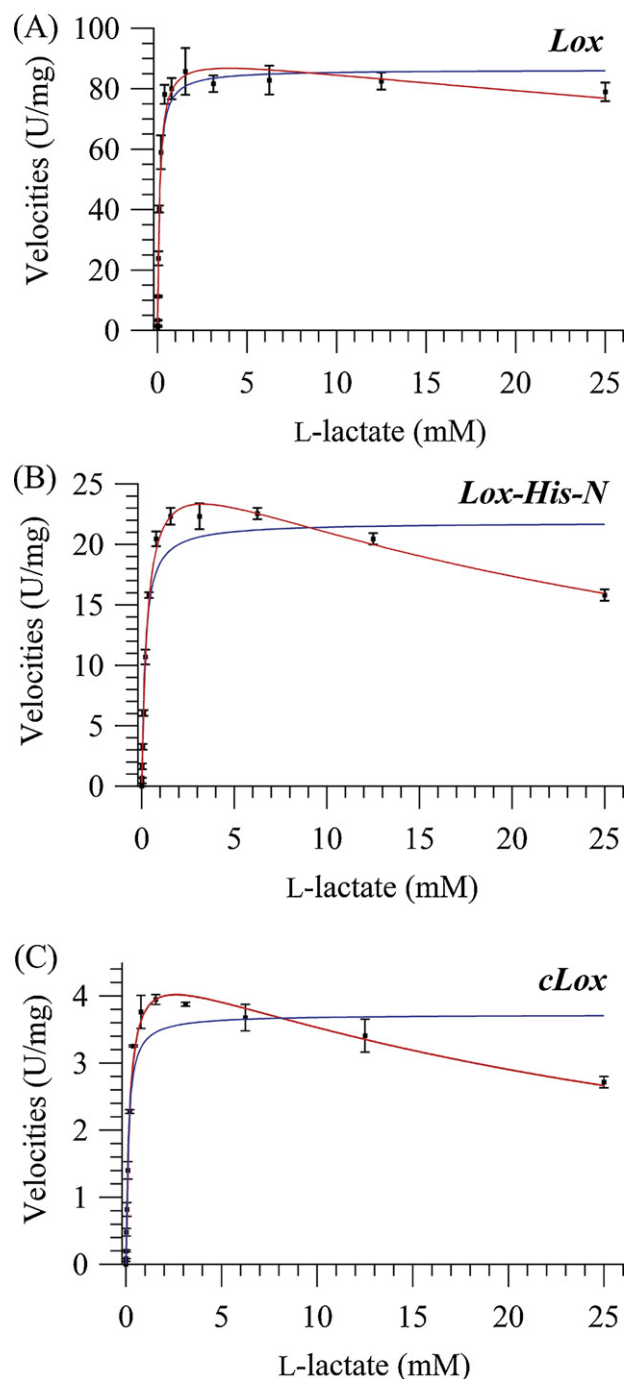 (A)
Lox
Velocities (U/mg)
100
80
60
40
20
0
0 5 10 15 20 25
L-lactate (mM)
(B)
Lox-His-N
Velocities (U/mg)
25
20
15
10
5
0
0 5 10 15 20 25
L-lactate (mM)
(C)
cLox
Velocities (U/mg)
4
3
2
1
0
0 5 10 15 20 25
L-lactate (mM)